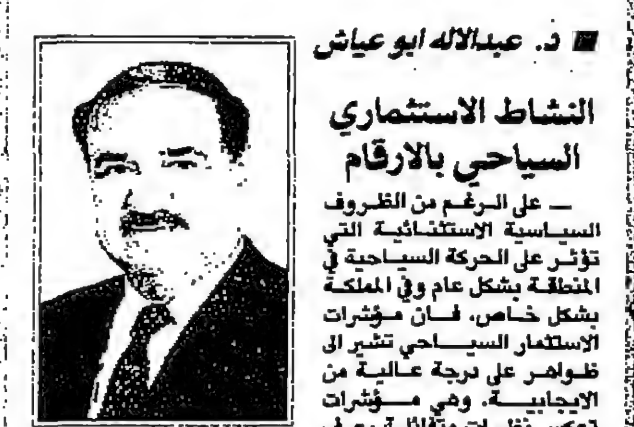 د. عبدالاله ابو عياش
النشاط الاستثماري
السياحي بالارقام
— على الرغم من الظروف
السياسية الاستثنائية التي
تؤثر على الحركة السياحية في
المنطقة بشكل عام وفي المملكة
بشكل خاص، فان مؤشرات
الاستثمار السياحي تشير الى
ظواهر على درجة عالية من
الايجابية، وهي مؤشرات